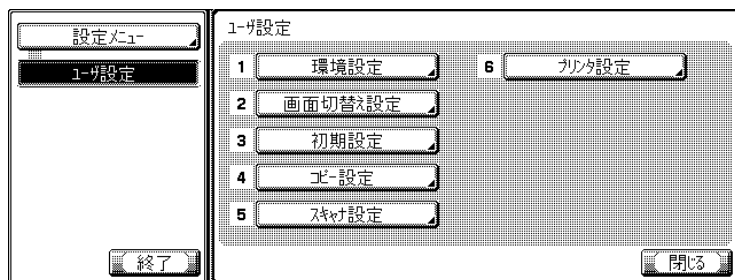 設定メニュー
ユーザ設定
終了
ユーザ設定
1 環境設定
2 画面切替え設定
3 初期設定
4 コピー設定
5 スキャナ設定
6 プリンタ設定
閉じる